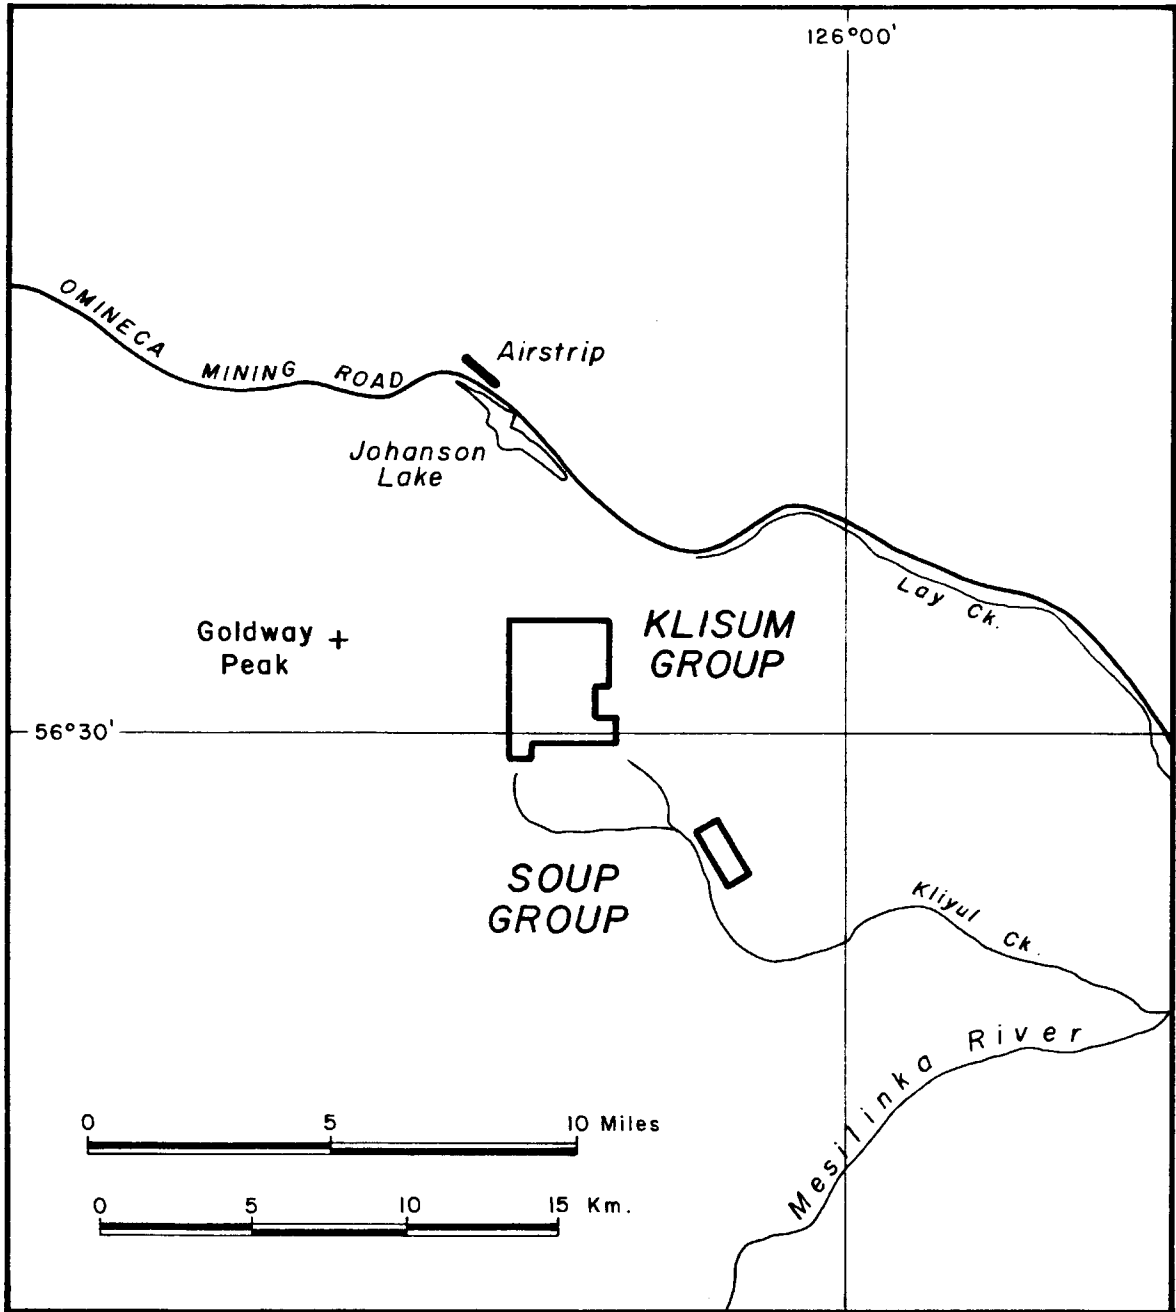 126°00'
OMINECA MINING ROAD
Airstrip
Johanson
Lake
Lay Ck.
Goldway
Peak
KLISUM
GROUP
56°30'
SOUP
GROUP
Kliyul Ck.
Mesilinka River
0 5 10 Miles
0 5 10 15 Km.